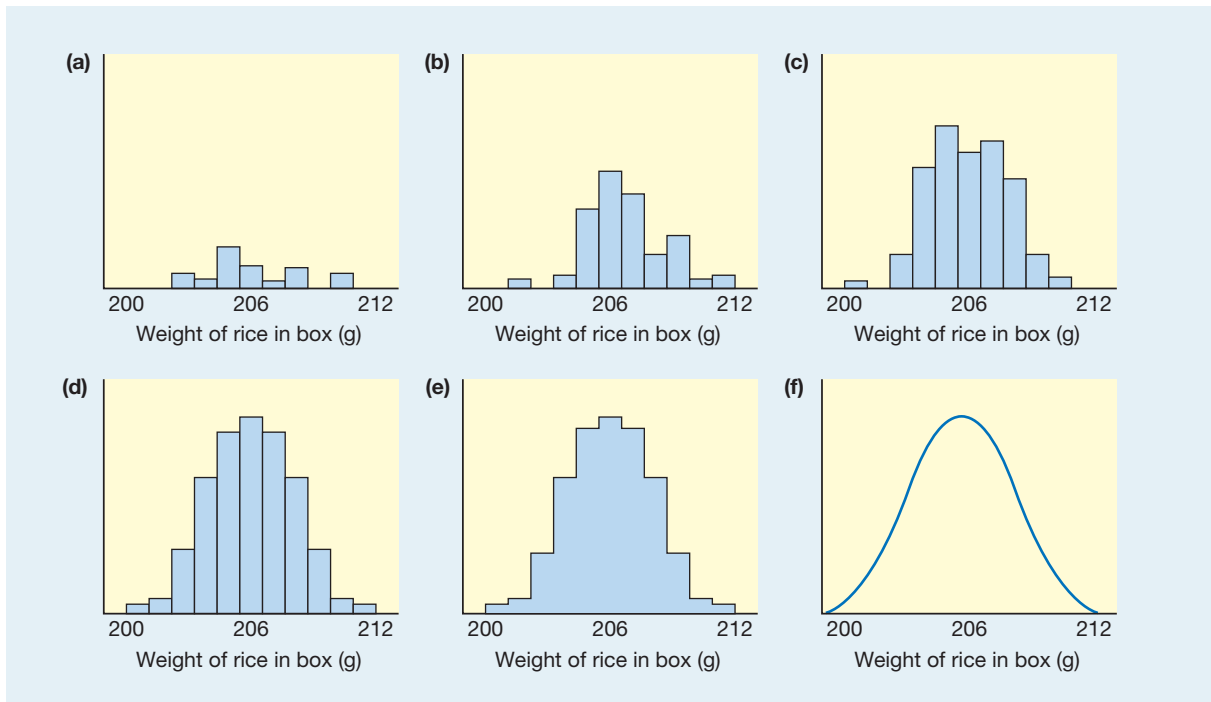 (a)
(b)
(c)
200 206 212
200 206 212
200 206 212
Weight of rice in box (g)
Weight of rice in box (g)
Weight of rice in box (g)
(d)
(e)
(f)
200 206 212
200 206 212
200 206 212
Weight of rice in box (g)
Weight of rice in box (g)
Weight of rice in box (g)